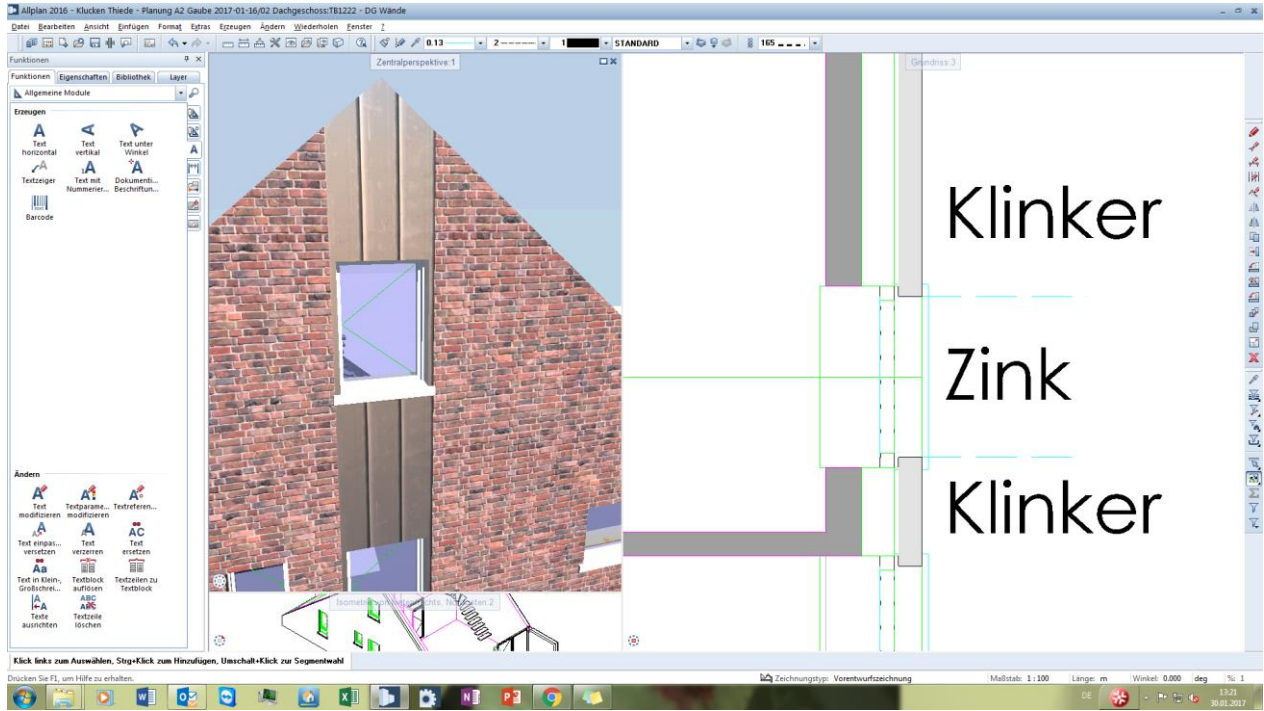 Allplan 2016 - Klucken Thiede - Planung A2 Gaube 2017-01-16/02 Dachgeschoss:TB1222 - DG Wände
Datei Bearbeiten Ansicht Einfügen Format Extras Erzeugen Ändern Wiederholen Fenster ?
0.13 2 1 STANDARD 165
Funktionen
Funktionen Eigenschaften Bibliothek Layer
Allgemeine Module
Erzeugen
Text horizontal
Text vertikal
Text unter Winkel
Textzeiger
Text mit Nummerier...
Dokumenti... Beschriftun...
Barcode
Ändern
Text modifizieren
Textparame... modifizieren
Textreferen...
Text einpas... versetzen
Text verzerren
Text ersetzen
Text in Klein-, Großschrei...
Textblock auflösen
Textzeilen zu Textblock
Texte ausrichten
Textzeile löschen
Zentralperspektive:1
Grundriss:3
Klinker
Zink
Klinker
Klick links zum Auswählen, Strg+Klick zum Hinzufügen, Umschalt+Klick zur Segmentwahl
Drücken Sie F1, um Hilfe zu erhalten.
Zeichnungstyp: Vorentwurfszeichnung Maßstab: 1:100 Länge: m Winkel: 0.000 deg %: 1
DE
13:21
30.01.2017